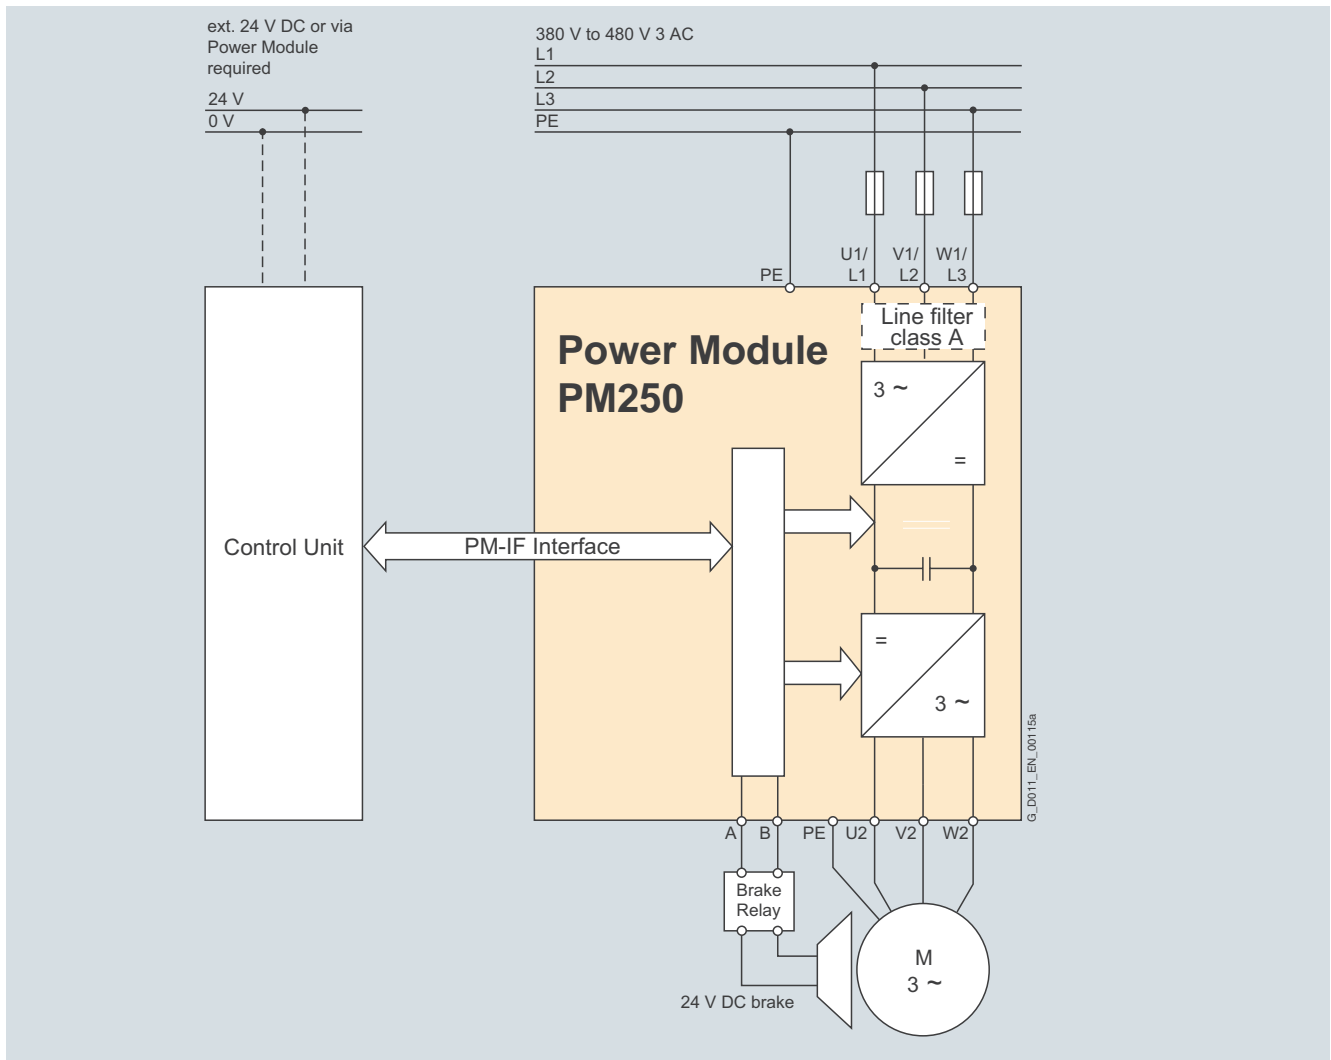 ext. 24 V DC or via
Power Module
required
24 V
0 V
380 V to 480 V 3 AC
L1
L2
L3
PE
PE
U1/
L1
V1/
L2
W1/
L3
Line filter
class A
Power Module
PM250
3 ~
=
Control Unit
PM-IF Interface
=
3 ~
G_D011_EN_00115a
A
B
PE
U2
V2
W2
Brake
Relay
M
3 ~
24 V DC brake